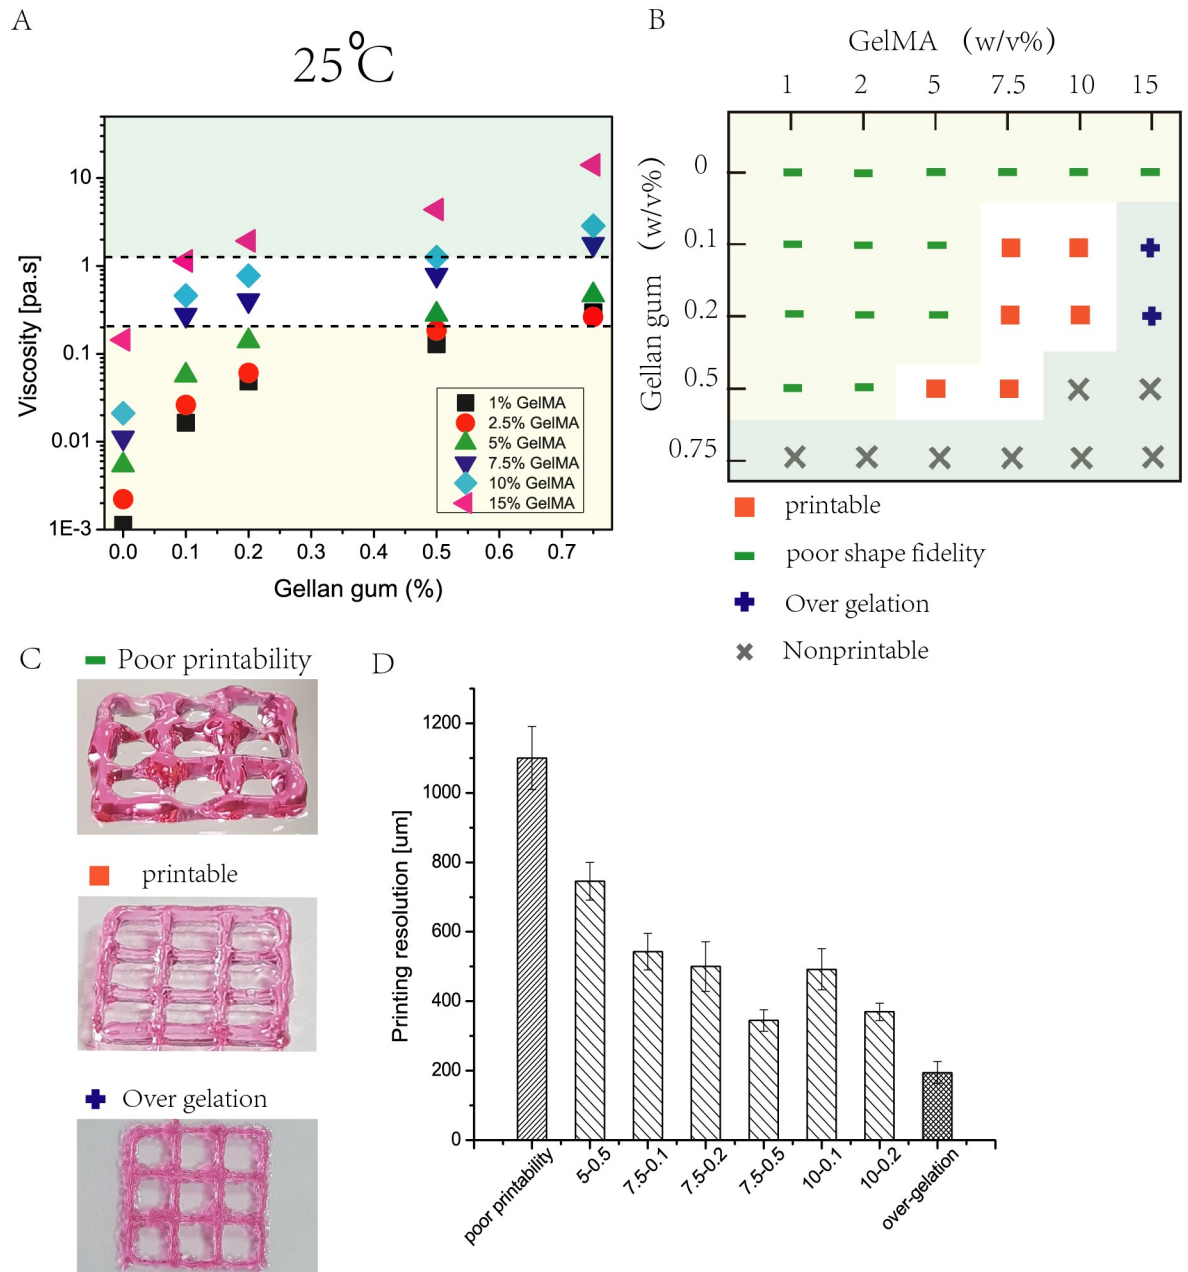 A
25°C
10
1
0.1
0.01
1E-3
Viscosity [pa.s]
1% GelMA
2.5% GelMA
5% GelMA
7.5% GelMA
10% GelMA
15% GelMA
0.0 0.1 0.2 0.3 0.4 0.5 0.6 0.7
Gellan gum (%)
B
GelMA (w/v%)
1 2 5 7.5 10 15
Gellan gum (w/v%)
0
0.1
0.2
0.5
0.75
printable
poor shape fidelity
Over gelation
Nonprintable
C
Poor printability
printable
Over gelation
D
Printing resolution [um]
1200
1000
800
600
400
200
0
poor printability
5-0.5
7.5-0.1
7.5-0.2
7.5-0.5
10-0.1
10-0.2
over-gelation